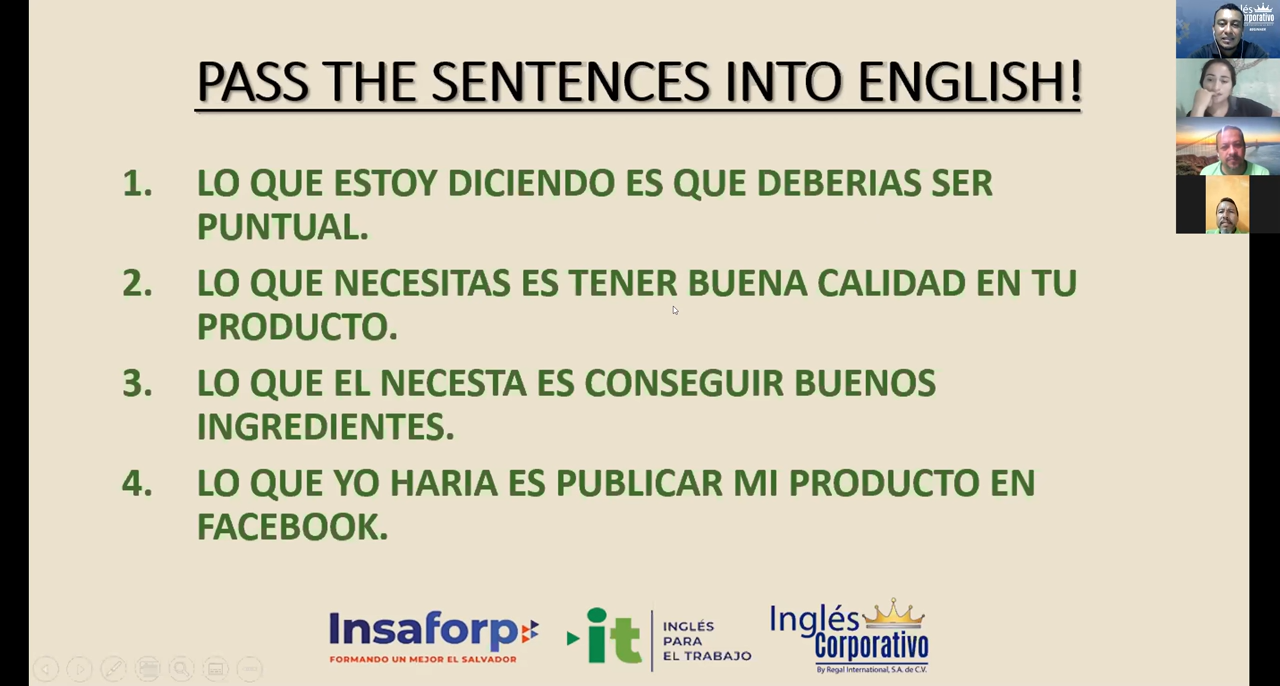 PASS THE SENTENCES INTO ENGLISH!
1. LO QUE ESTOY DICIENDO ES QUE DEBERIAS SER
PUNTUAL.
2. LO QUE NECESITAS ES TENER BUENA CALIDAD EN TU
PRODUCTO.
3. LO QUE EL NECESTA ES CONSEGUIR BUENOS
INGREDIENTES.
4. LO QUE YO HARIA ES PUBLICAR MI PRODUCTO EN
FACEBOOK.
Insaforp
FORMANDO UN MEJOR EL SALVADOR
it
INGLÉS
PARA
EL TRABAJO
Inglés
Corporativo
By Regal International, S.A. de C.V.